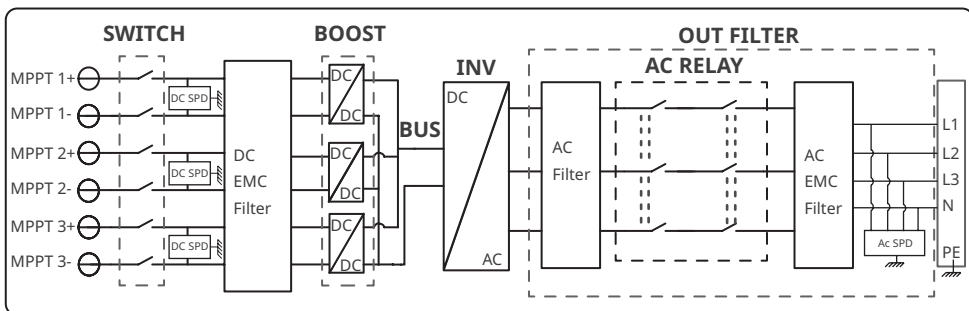 SWITCH
BOOST
OUT FILTER
INV
AC RELAY
MPPT 1+
MPPT 1-
MPPT 2+
MPPT 2-
MPPT 3+
MPPT 3-
DC SPD
DC SPD
DC SPD
DC
EMC
Filter
DC
DC
DC
DC
DC
DC
BUS
DC
AC
AC
Filter
AC
EMC
Filter
L1
L2
L3
N
PE
Ac SPD